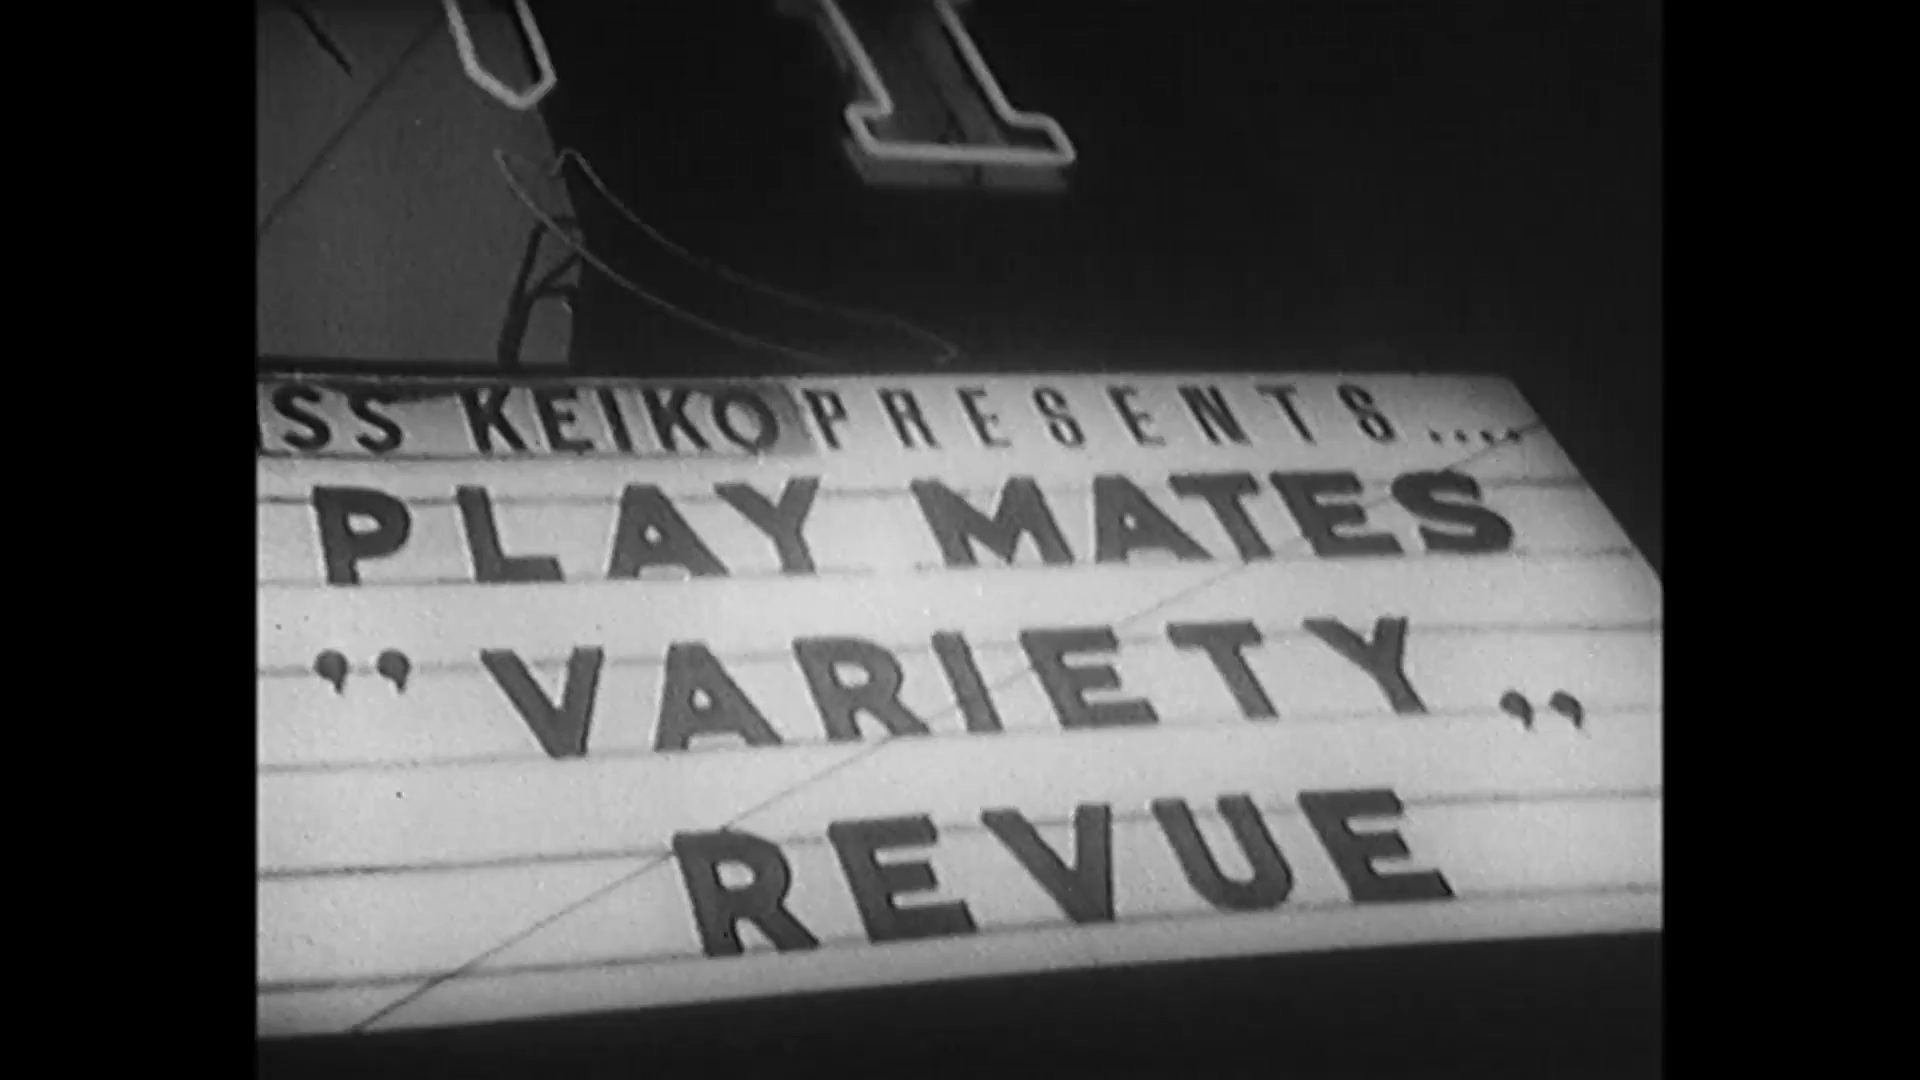 SS KEIKO PRESENTS....
PLAY MATES
"VARIETY"
REVUE